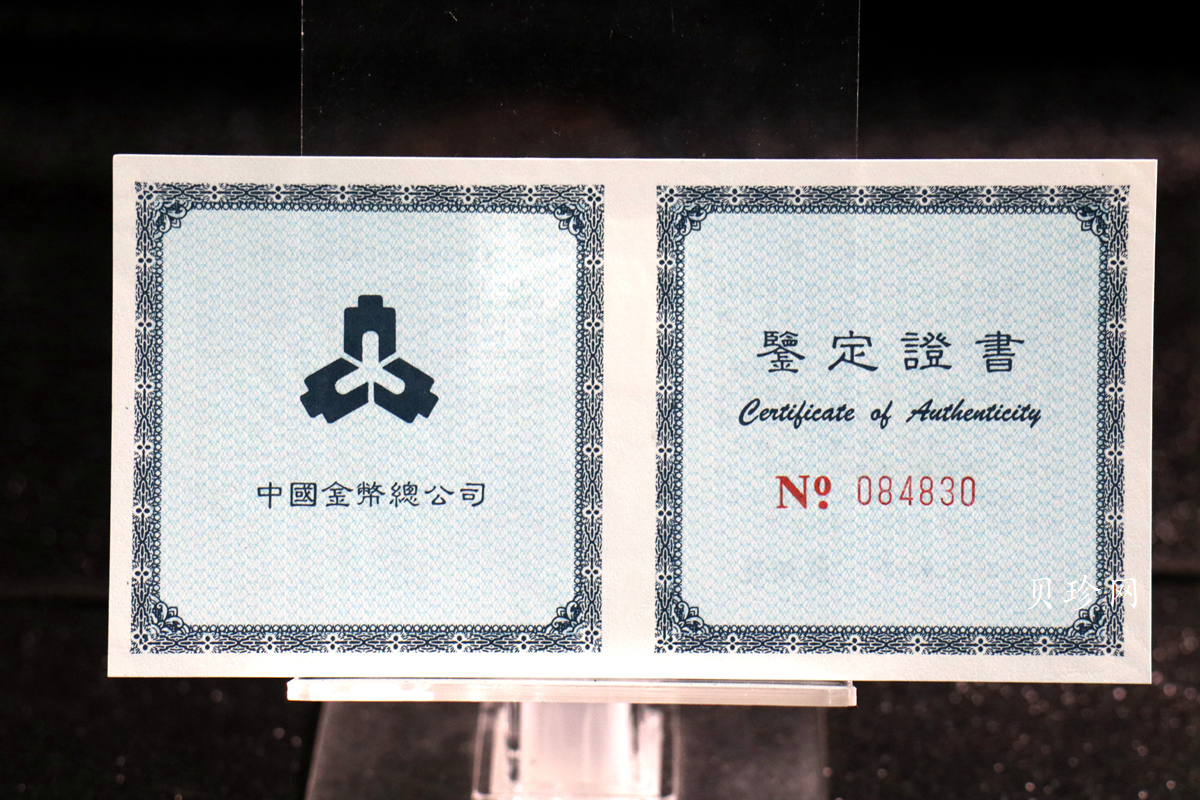 中國金幣總公司
鑒定證書
Certificate of Authenticity
Nº 084830
贝珍网